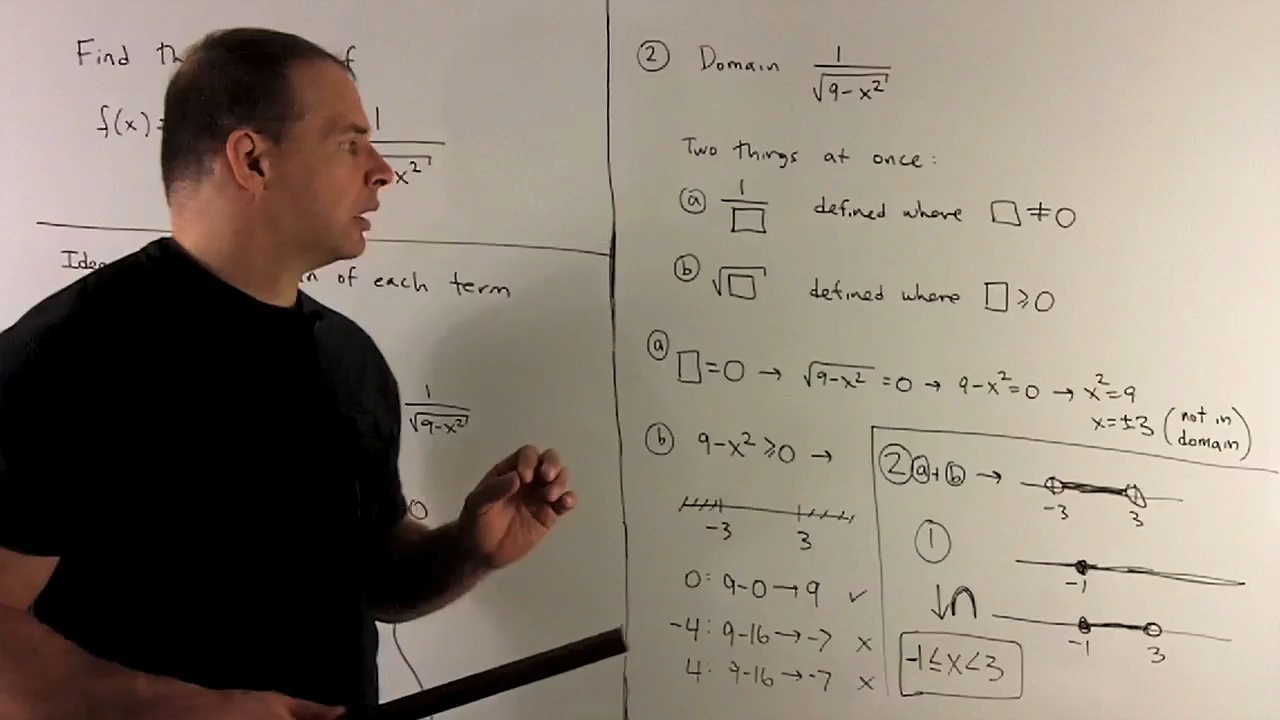 Find th f
f(x)= 1
x²
Idea n of each term
1/√(9-x²)
② Domain 1/√(9-x²)
Two things at once:
ⓐ 1/□ defined where □≠0
ⓑ √□ defined where □≥0
ⓐ □=0 → √(9-x²)=0 → 9-x²=0 → x²=9
x=±3 (not in domain)
ⓑ 9-x²≥0 →
-3 3
0: 9-0→9 ✓
-4: 9-16→-7 x
4: 9-16→-7 x
②ⓐ+ⓑ →
-3 3
①
-1
↓∩
-1 3
-1≤x<3